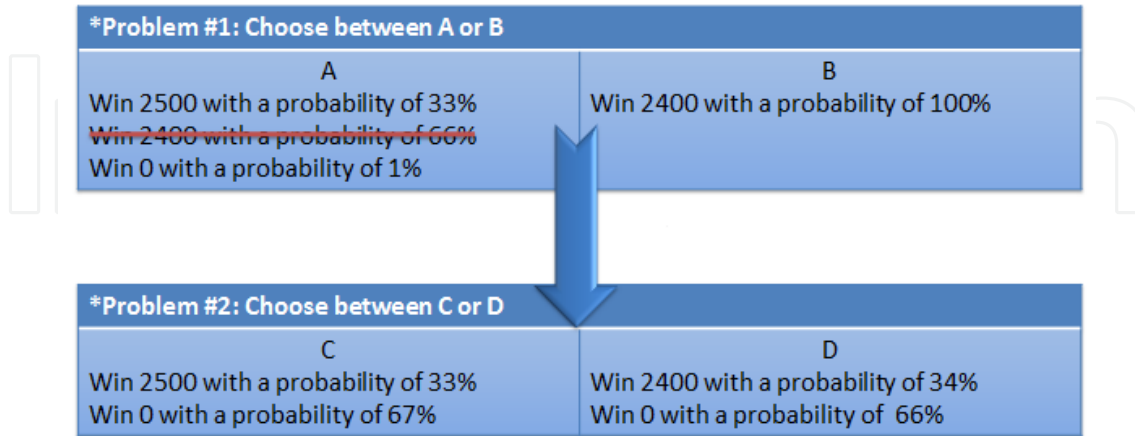 *Problem #1: Choose between A or B
A
Win 2500 with a probability of 33%
Win 2400 with a probability of 66%
Win 0 with a probability of 1%
B
Win 2400 with a probability of 100%
*Problem #2: Choose between C or D
C
Win 2500 with a probability of 33%
Win 0 with a probability of 67%
D
Win 2400 with a probability of 34%
Win 0 with a probability of 66%